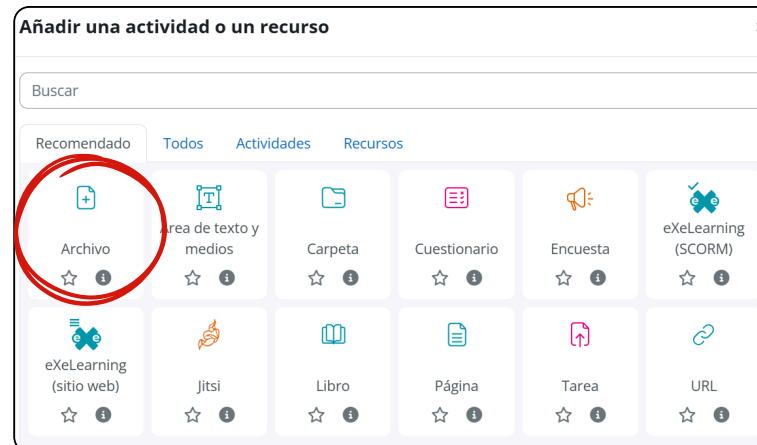 Añadir una actividad o un recurso
Buscar
Recomendado Todos Actividades Recursos
Archivo
Área de texto y
medios
Carpeta
Cuestionario
Encuesta
eXeLearning
(SCORM)
eXeLearning
(sitio web)
Jitsi
Libro
Página
Tarea
URL